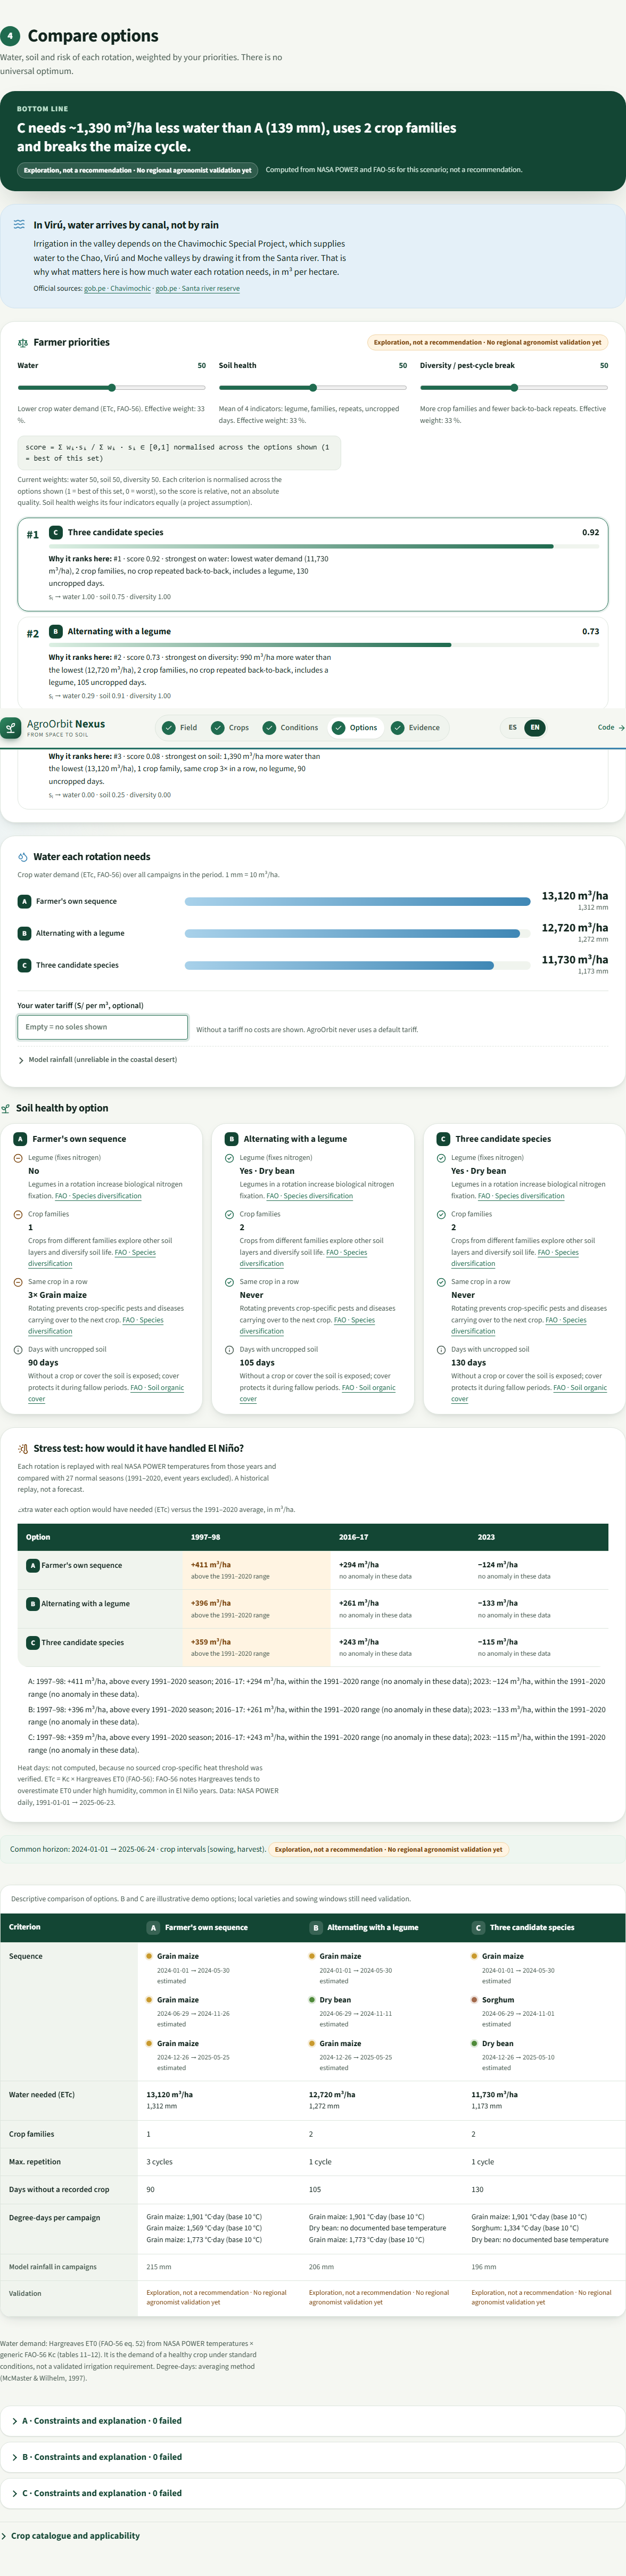 4 Compare options
Water, soil and risk of each rotation, weighted by your priorities. There is no
universal optimum.
BOTTOM LINE
C needs ~1,390 m³/ha less water than A (139 mm), uses 2 crop families
and breaks the maize cycle.
Exploration, not a recommendation · No regional agronomist validation yet
Computed from NASA POWER and FAO-56 for this scenario; not a recommendation.
In Virú, water arrives by canal, not by rain
Irrigation in the valley depends on the Chavimochic Special Project, which supplies
water to the Chao, Virú and Moche valleys by drawing it from the Santa river. That is
why what matters here is how much water each rotation needs, in m³ per hectare.
Official sources: gob.pe · Chavimochic · gob.pe · Santa river reserve
Farmer priorities
Exploration, not a recommendation · No regional agronomist validation yet
Water 50
Lower crop water demand (ETc, FAO-56). Effective weight: 33
%.
Soil health 50
Mean of 4 indicators: legume, families, repeats, uncropped
days. Effective weight: 33 %.
Diversity / pest-cycle break 50
More crop families and fewer back-to-back repeats. Effective
weight: 33 %.
score = Σ wᵢ·sᵢ / Σ wᵢ · sᵢ ∈ [0,1] normalised across the options shown (1
= best of this set)
Current weights: water 50, soil 50, diversity 50. Each criterion is normalised across the
options shown (1 = best of this set, 0 = worst), so the score is relative, not an absolute
quality. Soil health weighs its four indicators equally (a project assumption).
#1 C Three candidate species 0.92
Why it ranks here: #1 · score 0.92 · strongest on water: lowest water demand (11,730
m³/ha), 2 crop families, no crop repeated back-to-back, includes a legume, 130
uncropped days.
sᵢ → water 1.00 · soil 0.75 · diversity 1.00
#2 B Alternating with a legume 0.73
Why it ranks here: #2 · score 0.73 · strongest on diversity: 990 m³/ha more water than
the lowest (12,720 m³/ha), 2 crop families, no crop repeated back-to-back, includes a
legume, 105 uncropped days.
sᵢ → water 0.29 · soil 0.91 · diversity 1.00
AgroOrbit Nexus
FROM SPACE TO SOIL
Field
Crops
Conditions
Options
Evidence
ES EN
Code →
Why it ranks here: #3 · score 0.08 · strongest on soil: 1,390 m³/ha more water than
the lowest (13,120 m³/ha), 1 crop family, same crop 3× in a row, no legume, 90
uncropped days.
sᵢ → water 0.00 · soil 0.25 · diversity 0.00
Water each rotation needs
Crop water demand (ETc, FAO-56) over all campaigns in the period. 1 mm = 10 m³/ha.
A Farmer's own sequence 13,120 m³/ha
1,312 mm
B Alternating with a legume 12,720 m³/ha
1,272 mm
C Three candidate species 11,730 m³/ha
1,173 mm
Your water tariff (S/ per m³, optional)
Empty = no soles shown
Without a tariff no costs are shown. AgroOrbit never uses a default tariff.
Model rainfall (unreliable in the coastal desert)
Soil health by option
A Farmer's own sequence
Legume (fixes nitrogen)
No
Legumes in a rotation increase biological nitrogen
fixation. FAO · Species diversification
Crop families
1
Crops from different families explore other soil
layers and diversify soil life. FAO · Species
diversification
Same crop in a row
3× Grain maize
Rotating prevents crop-specific pests and diseases
carrying over to the next crop. FAO · Species
diversification
Days with uncropped soil
90 days
Without a crop or cover the soil is exposed; cover
protects it during fallow periods. FAO · Soil organic
cover
B Alternating with a legume
Legume (fixes nitrogen)
Yes · Dry bean
Legumes in a rotation increase biological nitrogen
fixation. FAO · Species diversification
Crop families
2
Crops from different families explore other soil
layers and diversify soil life. FAO · Species
diversification
Same crop in a row
Never
Rotating prevents crop-specific pests and diseases
carrying over to the next crop. FAO · Species
diversification
Days with uncropped soil
105 days
Without a crop or cover the soil is exposed; cover
protects it during fallow periods. FAO · Soil organic
cover
C Three candidate species
Legume (fixes nitrogen)
Yes · Dry bean
Legumes in a rotation increase biological nitrogen
fixation. FAO · Species diversification
Crop families
2
Crops from different families explore other soil
layers and diversify soil life. FAO · Species
diversification
Same crop in a row
Never
Rotating prevents crop-specific pests and diseases
carrying over to the next crop. FAO · Species
diversification
Days with uncropped soil
130 days
Without a crop or cover the soil is exposed; cover
protects it during fallow periods. FAO · Soil organic
cover
Stress test: how would it have handled El Niño?
Each rotation is replayed with real NASA POWER temperatures from those years and
compared with 27 normal seasons (1991–2020, event years excluded). A historical
replay, not a forecast.
water each option would have needed (ETc) versus the 1991–2020 average, in m³/ha.
Option 1997–98 2016–17 2023
A Farmer's own sequence +411 m³/ha +294 m³/ha −124 m³/ha
above the 1991–2020 range no anomaly in these data no anomaly in these data
B Alternating with a legume +396 m³/ha +261 m³/ha −133 m³/ha
above the 1991–2020 range no anomaly in these data no anomaly in these data
C Three candidate species +359 m³/ha +243 m³/ha −115 m³/ha
above the 1991–2020 range no anomaly in these data no anomaly in these data
A: 1997–98: +411 m³/ha, above every 1991–2020 season; 2016–17: +294 m³/ha, within the 1991–2020 range (no anomaly in these data); 2023: −124 m³/ha, within the 1991–2020
range (no anomaly in these data).
B: 1997–98: +396 m³/ha, above every 1991–2020 season; 2016–17: +261 m³/ha, within the 1991–2020 range (no anomaly in these data); 2023: −133 m³/ha, within the 1991–2020
range (no anomaly in these data).
C: 1997–98: +359 m³/ha, above every 1991–2020 season; 2016–17: +243 m³/ha, within the 1991–2020 range (no anomaly in these data); 2023: −115 m³/ha, within the 1991–2020
range (no anomaly in these data).
Heat days: not computed, because no sourced crop-specific heat threshold was
verified. ETc = Kc × Hargreaves ET0 (FAO-56); FAO-56 notes Hargreaves tends to
overestimate ET0 under high humidity, common in El Niño years. Data: NASA POWER
daily, 1991-01-01 → 2025-06-23.
Common horizon: 2024-01-01 → 2025-06-24 · crop intervals [sowing, harvest). Exploration, not a recommendation · No regional agronomist validation yet
Descriptive comparison of options. B and C are illustrative demo options; local varieties and sowing windows still need validation.
Criterion A Farmer's own sequence B Alternating with a legume C Three candidate species
Sequence Grain maize Grain maize Grain maize
2024-01-01 → 2024-05-30 2024-01-01 → 2024-05-30 2024-01-01 → 2024-05-30
estimated estimated estimated
Grain maize Dry bean Sorghum
2024-06-29 → 2024-11-26 2024-06-29 → 2024-11-11 2024-06-29 → 2024-11-01
estimated estimated estimated
Grain maize Grain maize Dry bean
2024-12-26 → 2025-05-25 2024-12-26 → 2025-05-25 2024-12-26 → 2025-05-10
estimated estimated estimated
Water needed (ETc) 13,120 m³/ha 12,720 m³/ha 11,730 m³/ha
1,312 mm 1,272 mm 1,173 mm
Crop families 1 2 2
Max. repetition 3 cycles 1 cycle 1 cycle
Days without a recorded crop 90 105 130
Degree-days per campaign Grain maize: 1,901 °C·day (base 10 °C) Grain maize: 1,901 °C·day (base 10 °C) Grain maize: 1,901 °C·day (base 10 °C)
Grain maize: 1,569 °C·day (base 10 °C) Dry bean: no documented base temperature Sorghum: 1,334 °C·day (base 10 °C)
Grain maize: 1,773 °C·day (base 10 °C) Grain maize: 1,773 °C·day (base 10 °C) Dry bean: no documented base temperature
Model rainfall in campaigns 215 mm 206 mm 196 mm
Validation Exploration, not a recommendation · No regional Exploration, not a recommendation · No regional Exploration, not a recommendation · No regional
agronomist validation yet agronomist validation yet agronomist validation yet
Water demand: Hargreaves ET0 (FAO-56 eq. 52) from NASA POWER temperatures ×
generic FAO-56 Kc (tables 11–12). It is the demand of a healthy crop under standard
conditions, not a validated irrigation requirement. Degree-days: averaging method
(McMaster & Wilhelm, 1997).
A · Constraints and explanation · 0 failed
B · Constraints and explanation · 0 failed
C · Constraints and explanation · 0 failed
Crop catalogue and applicability